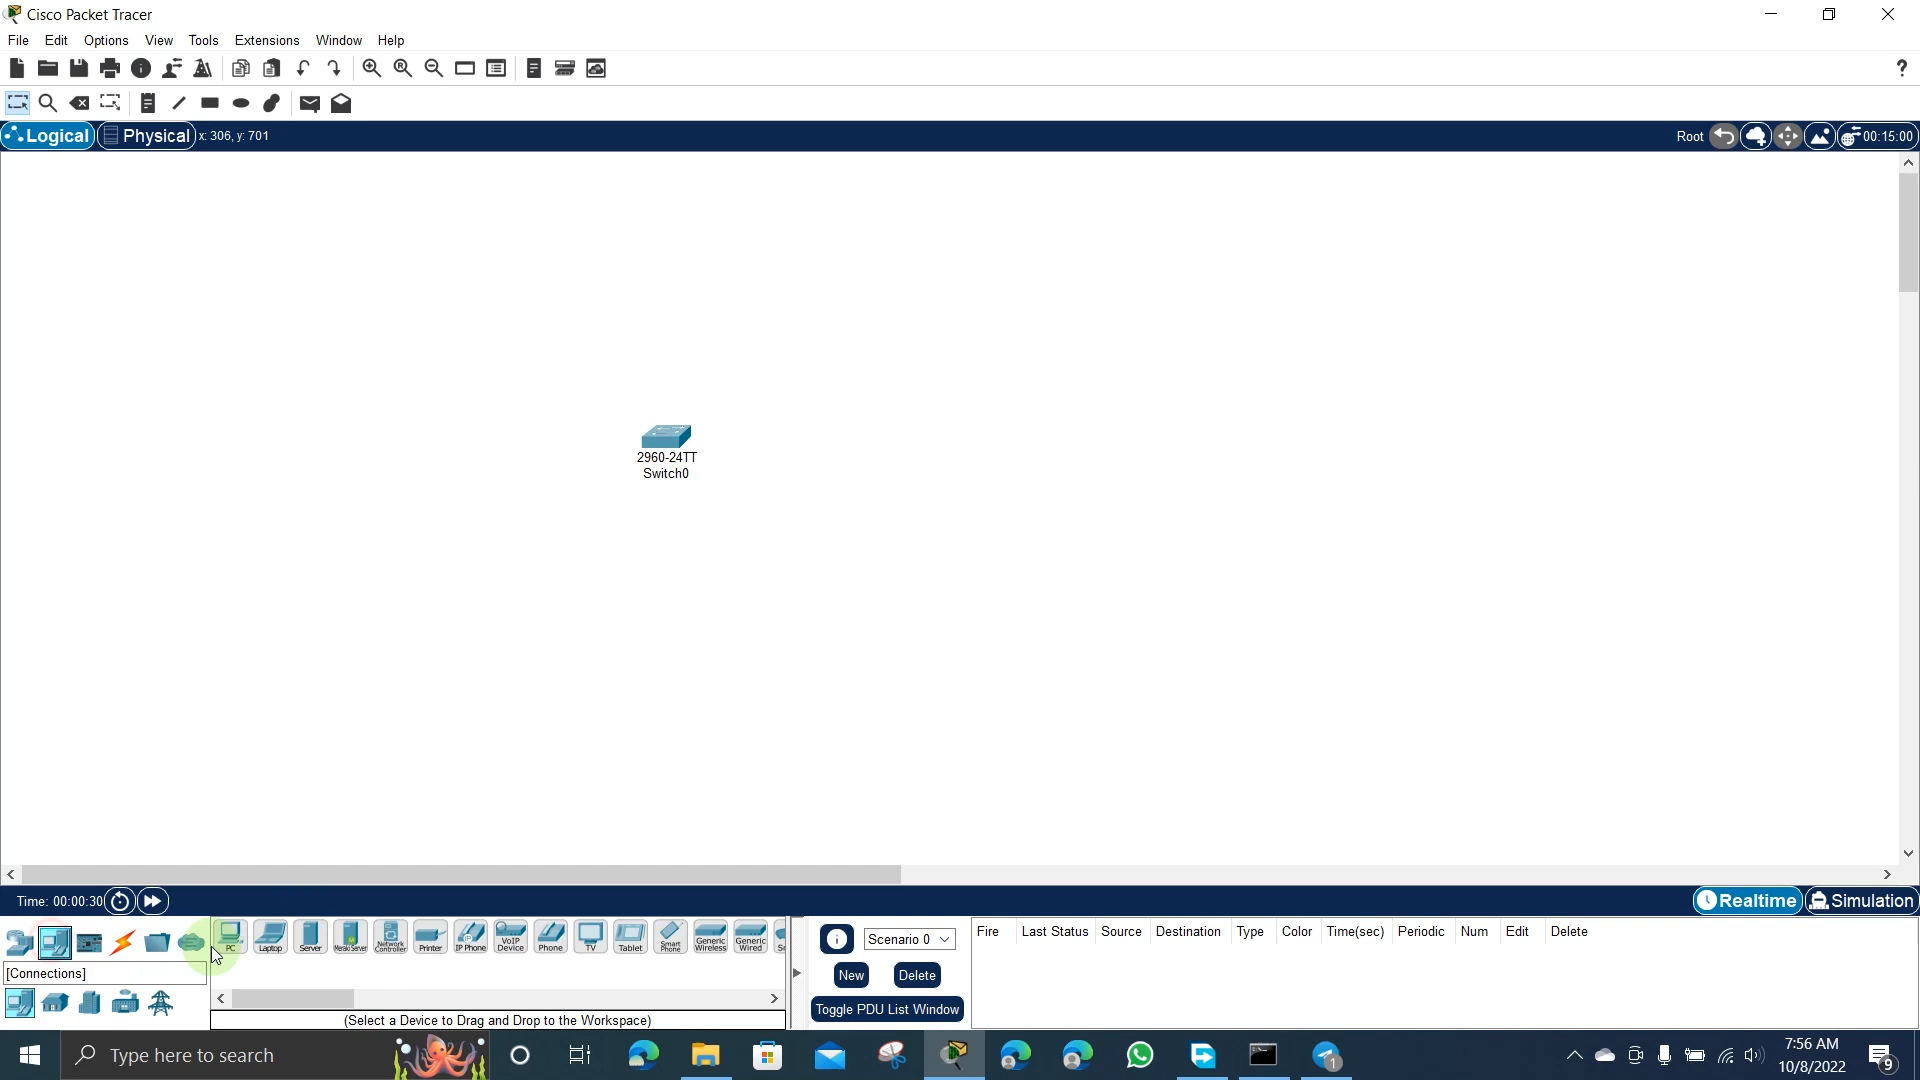 Cisco Packet Tracer
File Edit Options View Tools Extensions Window Help
?
Logical Physical x: 306, y: 701 Root 00:15:00
2960-24TT
Switch0
Time: 00:00:30 Realtime Simulation
PC Laptop Server Meraki Server Network Controller Printer IP Phone VoIP Device Phone TV Tablet Smart Phone Generic Wireless Generic Wired
Scenario 0
Fire Last Status Source Destination Type Color Time(sec) Periodic Num Edit Delete
[Connections]
New Delete
Toggle PDU List Window
(Select a Device to Drag and Drop to the Workspace)
Type here to search
1
7:56 AM
10/8/2022
9